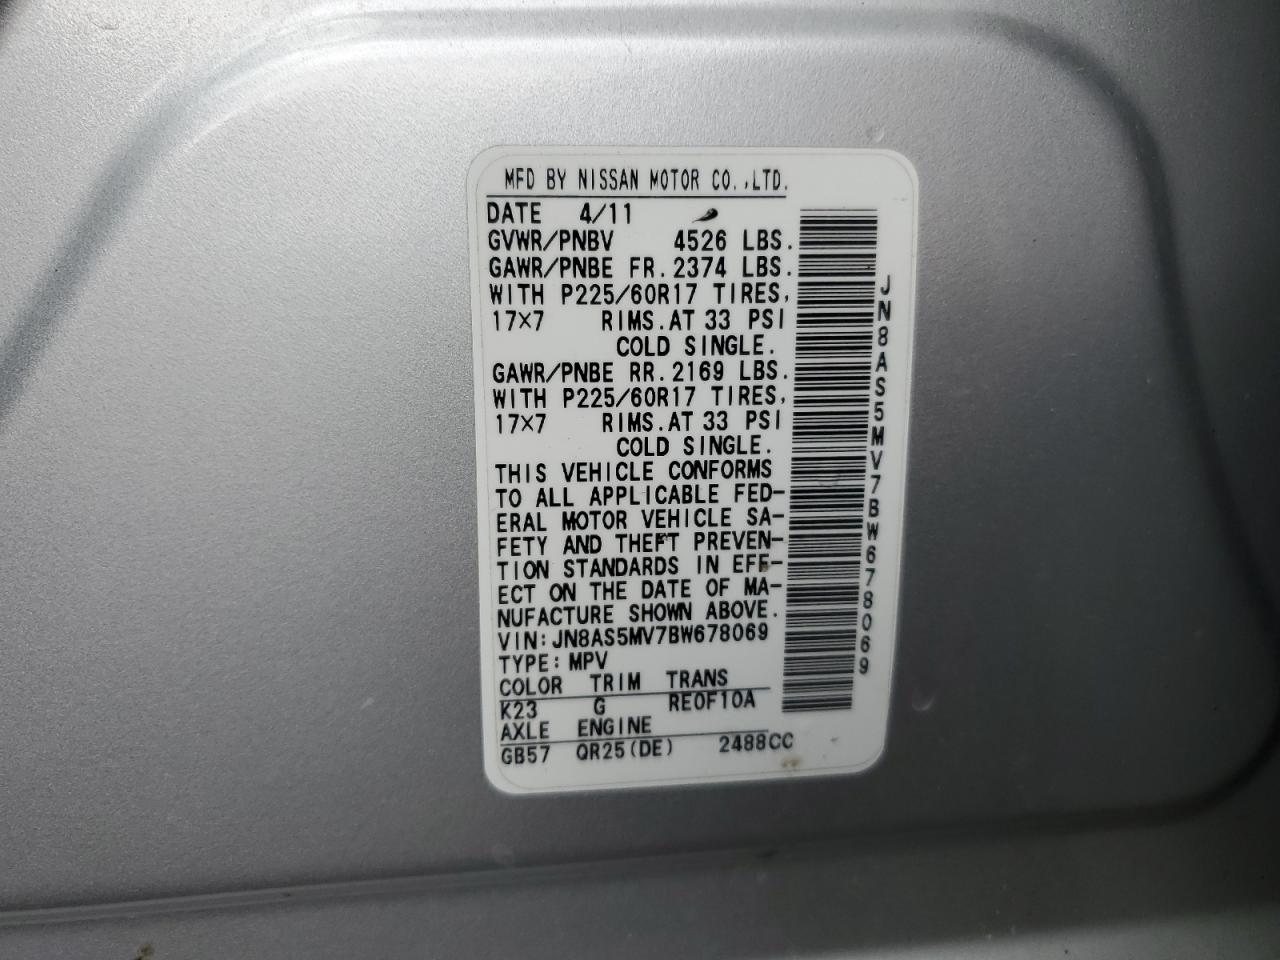 MFD BY NISSAN MOTOR CO.,LTD.
DATE 4/11
GVWR/PNBV 4526 LBS.
GAWR/PNBE FR.2374 LBS.
WITH P225/60R17 TIRES,
17×7 RIMS.AT 33 PSI
COLD SINGLE.
GAWR/PNBE RR.2169 LBS.
WITH P225/60R17 TIRES,
17×7 RIMS.AT 33 PSI
COLD SINGLE.
THIS VEHICLE CONFORMS
TO ALL APPLICABLE FED-
ERAL MOTOR VEHICLE SA-
FETY AND THEFT PREVEN-
TION STANDARDS IN EFF-
ECT ON THE DATE OF MA-
NUFACTURE SHOWN ABOVE.
VIN:JN8AS5MV7BW678069
TYPE:MPV
COLOR TRIM TRANS
K23 G RE0F10A
AXLE ENGINE
GB57 QR25(DE) 2488CC
JN8AS5MV7BW678069